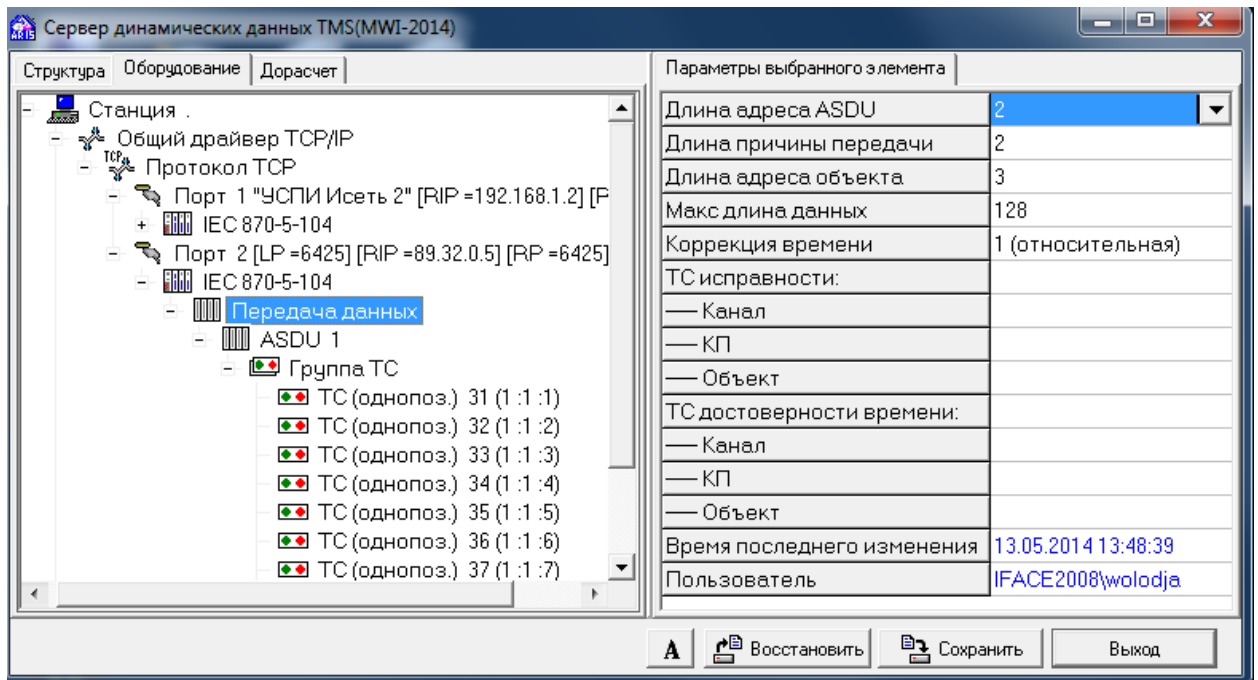 Сервер динамических данных TMS(MWI-2014)
Структура Оборудование Дорасчет
Станция .
Общий драйвер TCP/IP
TCP Протокол TCP
Порт 1 "УСПИ Исеть 2" [RIP =192.168.1.2] [P
IEC 870-5-104
Порт 2 [LP =6425] [RIP =89.32.0.5] [RP =6425]
IEC 870-5-104
Передача данных
ASDU 1
Группа ТС
ТС (однопоз.) 31 (1 :1 :1)
ТС (однопоз.) 32 (1 :1 :2)
ТС (однопоз.) 33 (1 :1 :3)
ТС (однопоз.) 34 (1 :1 :4)
ТС (однопоз.) 35 (1 :1 :5)
ТС (однопоз.) 36 (1 :1 :6)
ТС (однопоз.) 37 (1 :1 :7)
Параметры выбранного элемента
Длина адреса ASDU 2
Длина причины передачи 2
Длина адреса объекта 3
Макс длина данных 128
Коррекция времени 1 (относительная)
ТС исправности:
── Канал
── КП
── Объект
ТС достоверности времени:
── Канал
── КП
── Объект
Время последнего изменения 13.05.2014 13:48:39
Пользователь IFACE2008\wolodja
A Восстановить Сохранить Выход